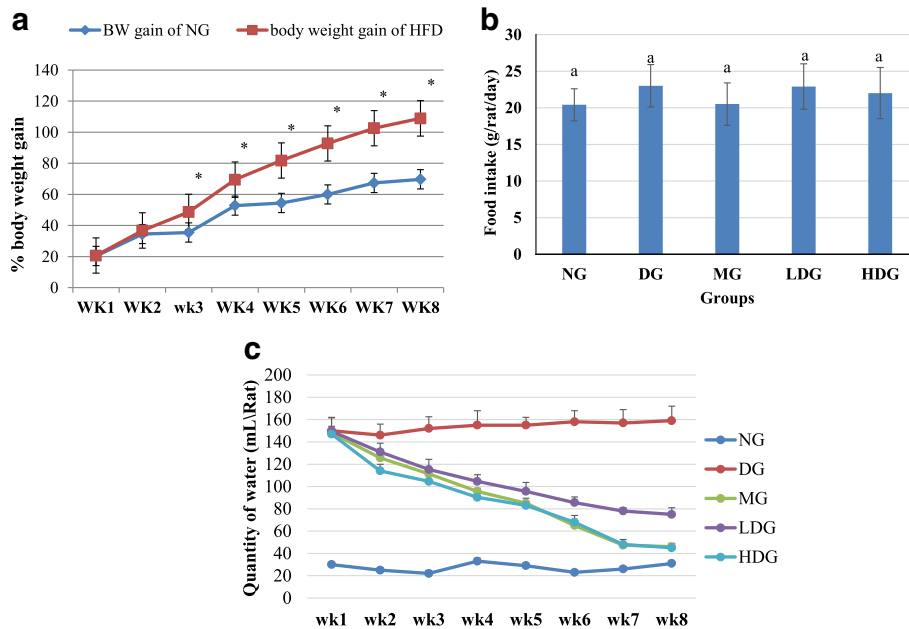 a
BW gain of NG
body weight gain of HFD
% body weight gain
140
120
100
80
60
40
20
0
* * * * * *
WK1 WK2 wk3 WK4 WK5 WK6 WK7 WK8
b
Food intake (g/rat/day)
30
25
20
15
10
5
0
a a a a a
NG DG MG LDG HDG
Groups
c
Quantity of water (mL\Rat)
200
180
160
140
120
100
80
60
40
20
0
wk1 wk2 wk3 wk4 wk5 wk6 wk7 wk8
NG
DG
MG
LDG
HDG